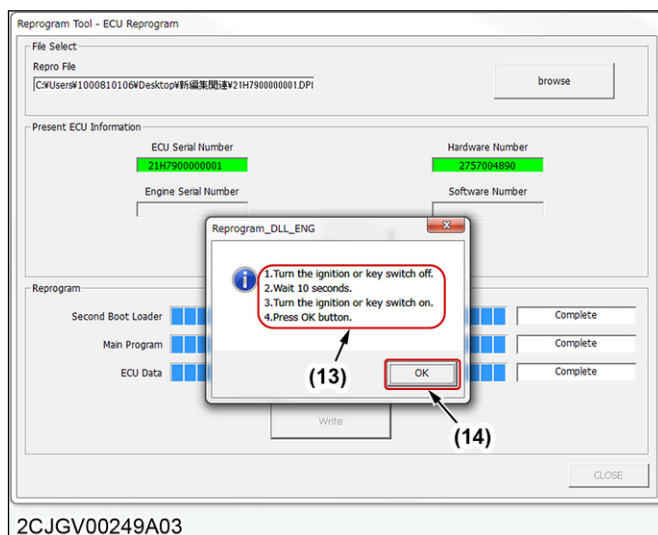 Reprogram Tool - ECU Reprogram
File Select
Repro File
C:¥Users¥1000810106¥Desktop¥新編集関連¥21H7900000001.DPI
browse
Present ECU Information
ECU Serial Number
Hardware Number
21H7900000001
2757004890
Engine Serial Number
Software Number
Reprogram_DLL_ENG
1.Turn the ignition or key switch off.
2.Wait 10 seconds.
3.Turn the ignition or key switch on.
4.Press OK button.
Reprogram
Second Boot Loader
Complete
Main Program
Complete
ECU Data
Complete
(13)
OK
Write
(14)
CLOSE
2CJGV00249A03